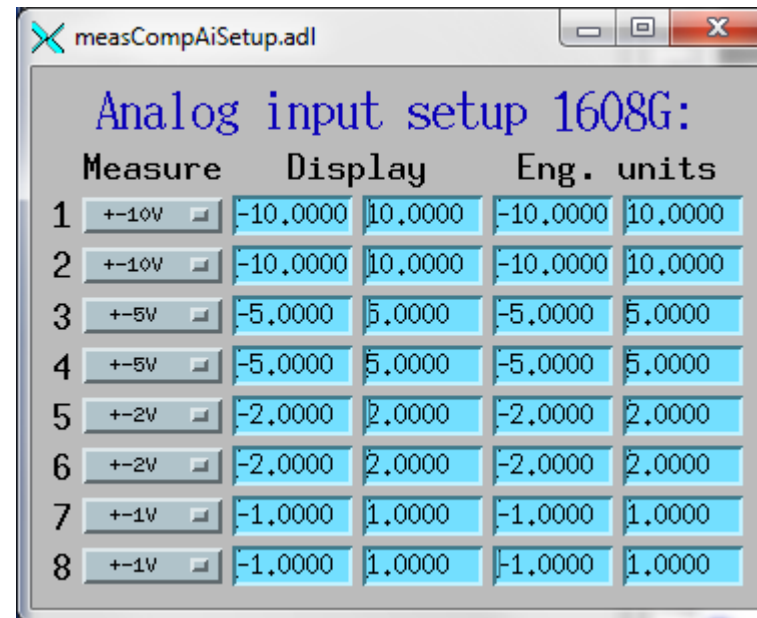 measCompAiSetup.adl
Analog input setup 1608G:
Measure Display Eng. units
1 +-10V -10.0000 10.0000 -10.0000 10.0000
2 +-10V -10.0000 10.0000 -10.0000 10.0000
3 +-5V -5.0000 5.0000 -5.0000 5.0000
4 +-5V -5.0000 5.0000 -5.0000 5.0000
5 +-2V -2.0000 2.0000 -2.0000 2.0000
6 +-2V -2.0000 2.0000 -2.0000 2.0000
7 +-1V -1.0000 1.0000 -1.0000 1.0000
8 +-1V -1.0000 1.0000 -1.0000 1.0000